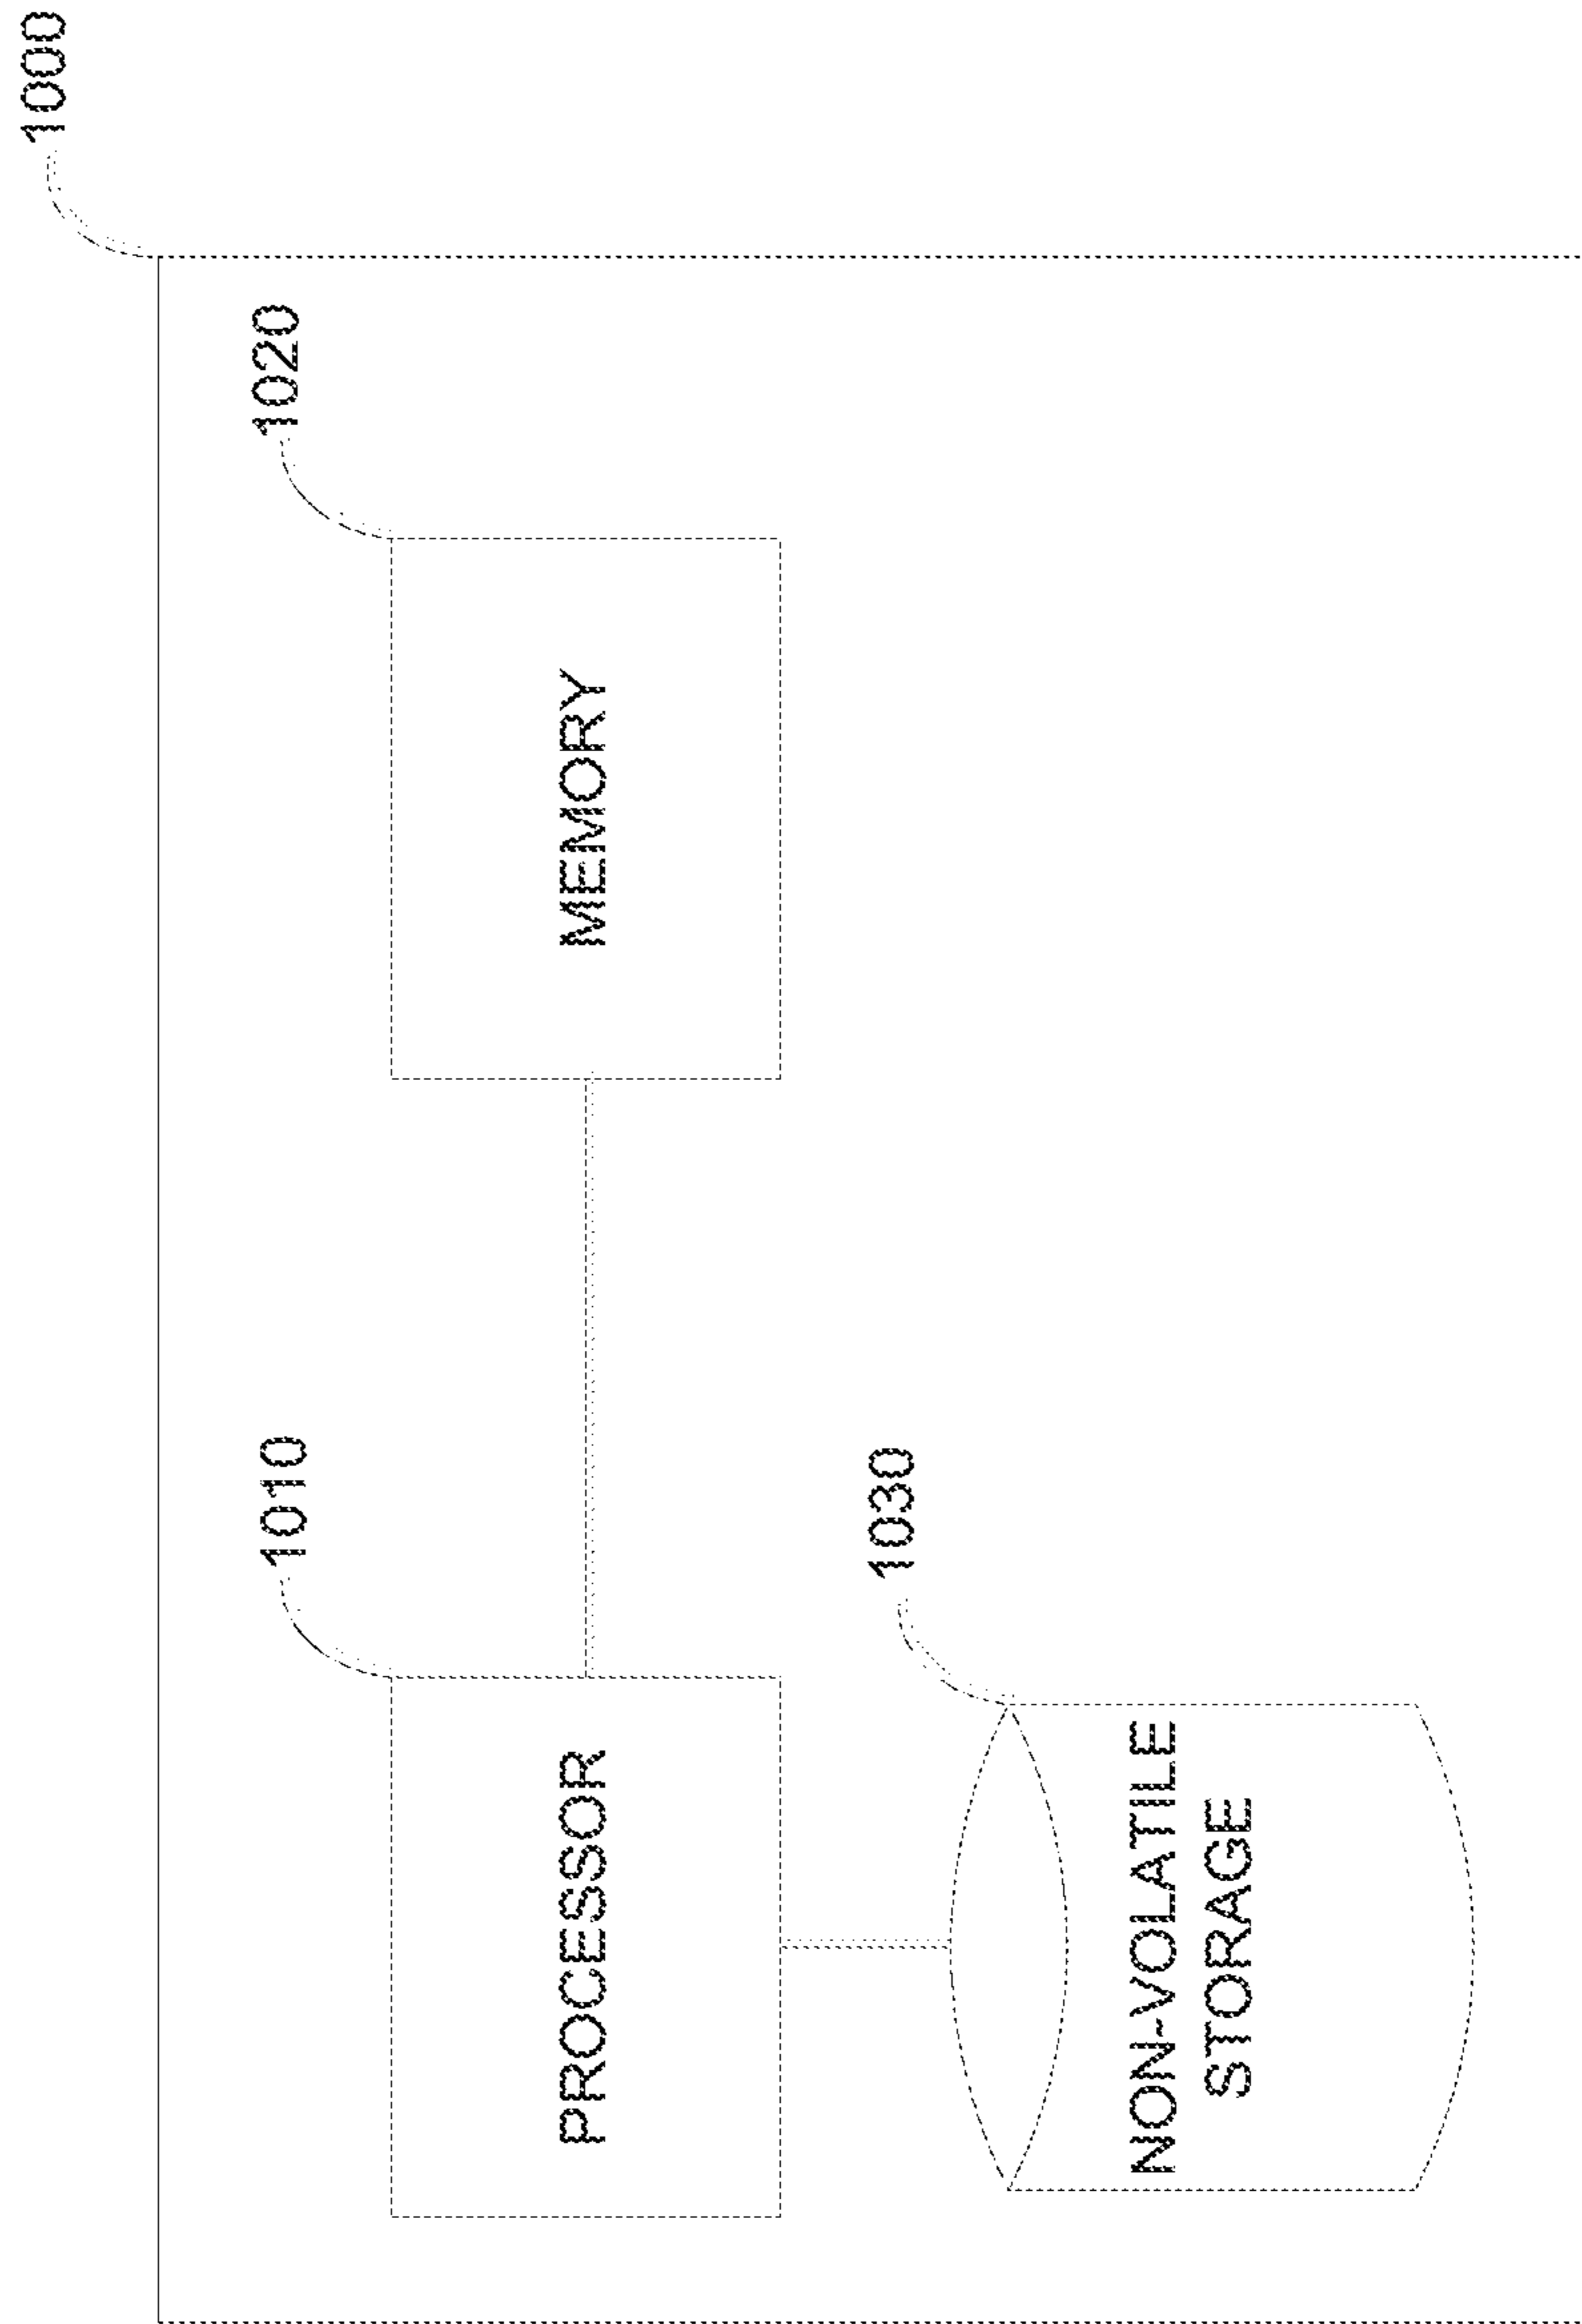 1000
1010
1020
PROCESSOR
MEMORY
1030
NON-VOLATILE
STORAGE